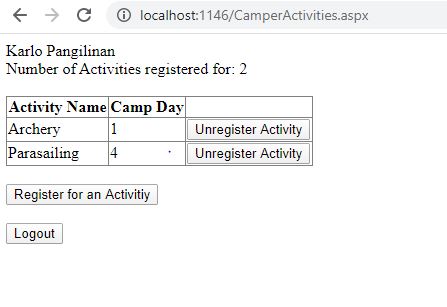 localhost:1146/CamperActivities.aspx
Karlo Pangilinan
Number of Activities registered for: 2
Activity Name Camp Day
Archery 1 Unregister Activity
Parasailing 4 Unregister Activity
Register for an Activitiy
Logout